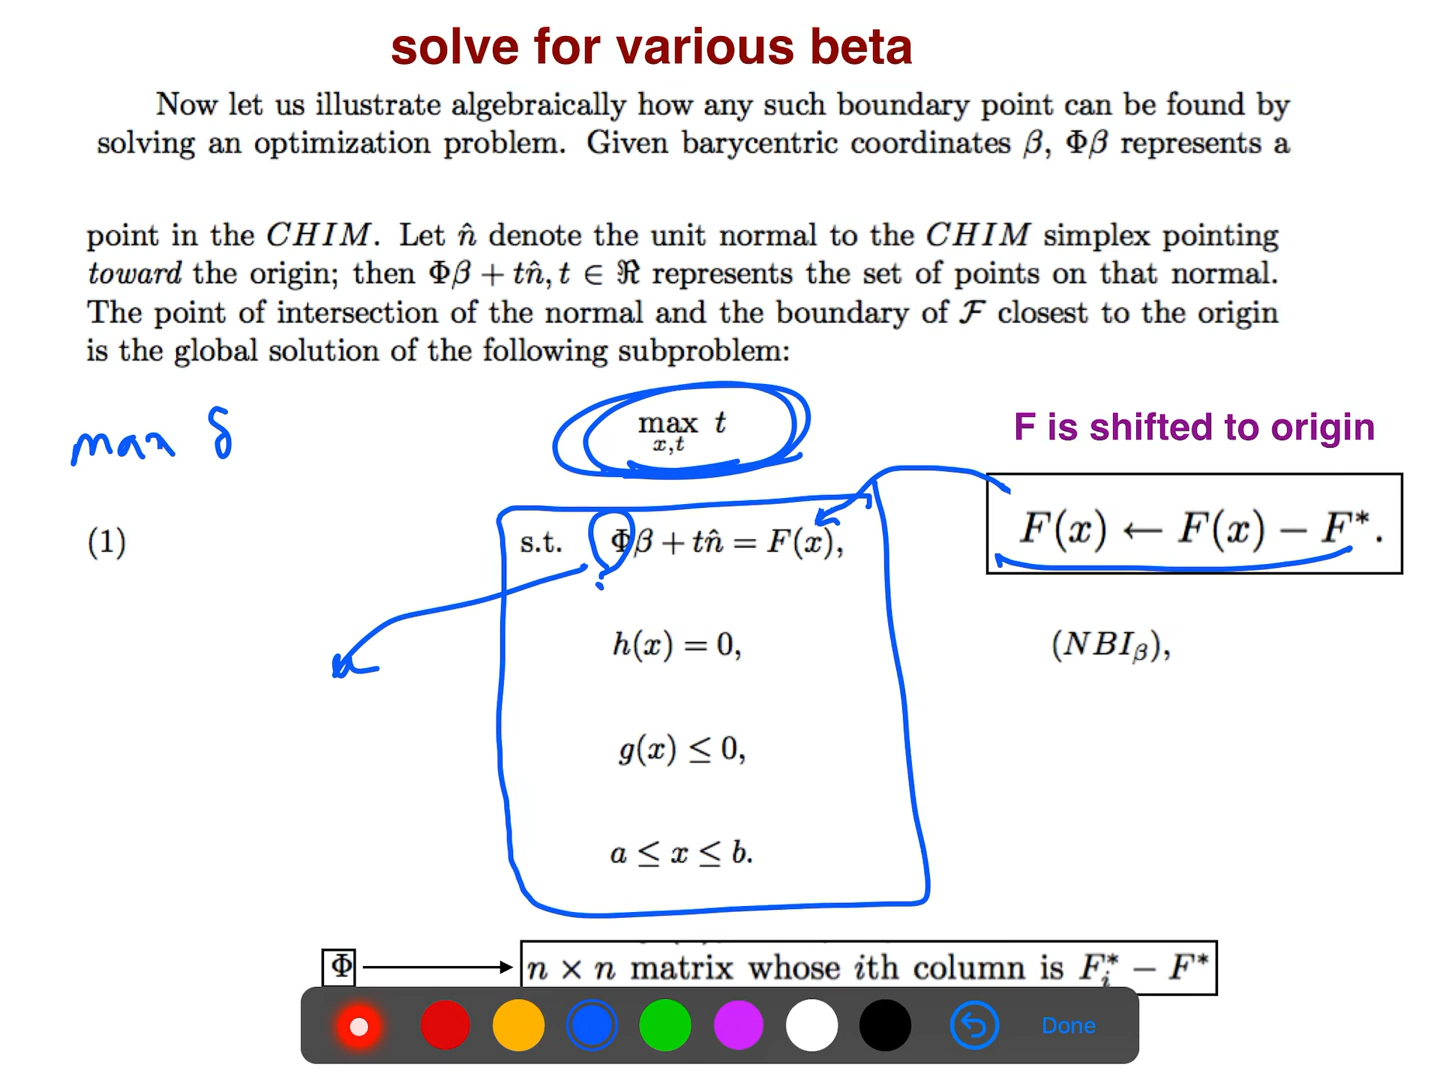 solve for various beta
Now let us illustrate algebraically how any such boundary point can be found by
solving an optimization problem. Given barycentric coordinates β, Φβ represents a
point in the CHIM. Let n̂ denote the unit normal to the CHIM simplex pointing
toward the origin; then Φβ + tn̂, t ∈ ℜ represents the set of points on that normal.
The point of intersection of the normal and the boundary of ℱ closest to the origin
is the global solution of the following subproblem:
max δ
max t
x,t
F is shifted to origin
(1)
s.t. Φβ + tn̂ = F(x),
F(x) ← F(x) − F*.
?
h(x) = 0,
(NBIᵦ),
g(x) ≤ 0,
a ≤ x ≤ b.
Φ
n × n matrix whose ith column is Fᵢ* − F*
Done